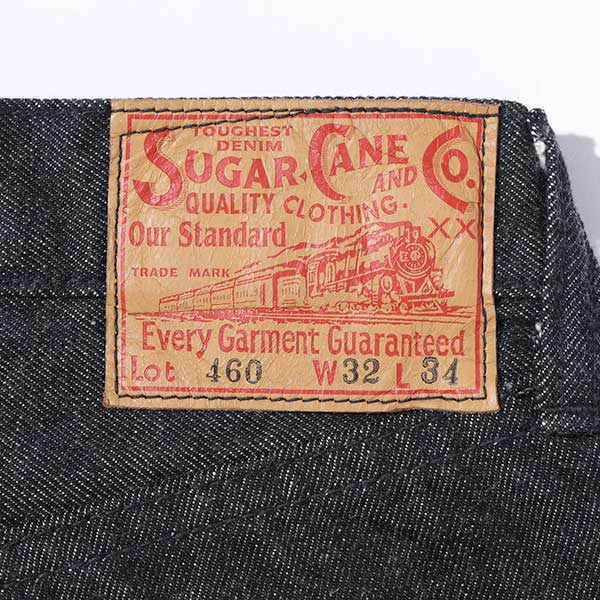 TOUGHEST
DENIM
SUGAR CANE AND CO.
QUALITY CLOTHING.
Our Standard XX
TRADE MARK
Every Garment Guaranteed
Lot 460 W 32 L 34